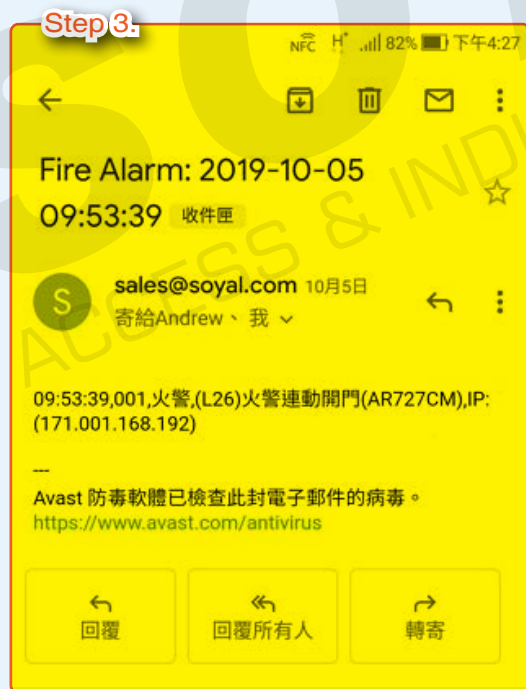 Step 3.
NFC H+ 82% 下午4:27
Fire Alarm: 2019-10-05
09:53:39 收件匣
S
sales@soyal.com 10月5日
寄給Andrew、我
09:53:39,001,火警,(L26)火警連動開門(AR727CM),IP:
(171.001.168.192)
---
Avast 防毒軟體已檢查此封電子郵件的病毒。
https://www.avast.com/antivirus
回覆 回覆所有人 轉寄
ACCESS &